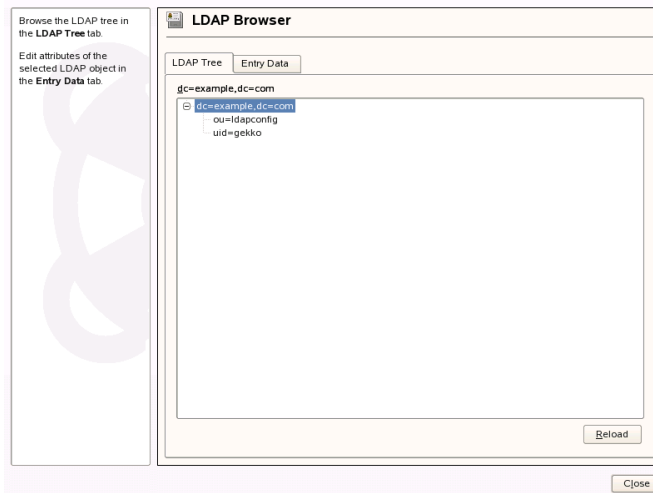 Browse the LDAP tree in
the LDAP Tree tab.
Edit attributes of the
selected LDAP object in
the Entry Data tab.
LDAP Browser
LDAP Tree
Entry Data
dc=example,dc=com
dc=example,dc=com
ou=ldapconfig
uid=gekko
Reload
Close